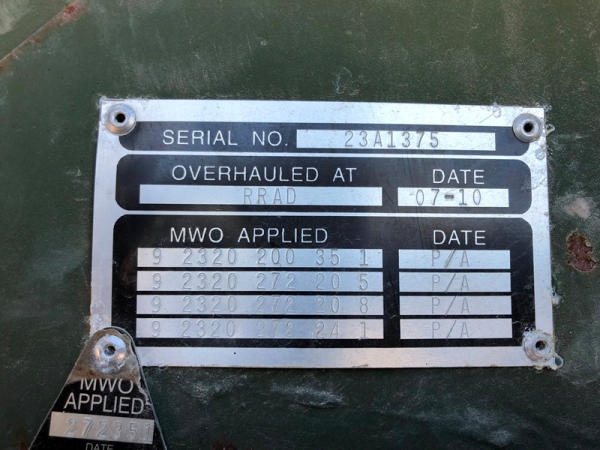 SERIAL NO. 23A1375
OVERHAULED AT DATE
RRAD 07-10
MWO APPLIED DATE
9 2320 200 35 1 P/A
9 2320 272 20 5 P/A
9 2320 272 20 8 P/A
9 2320 272 24 1 P/A
MWO
APPLIED
272351
DATE